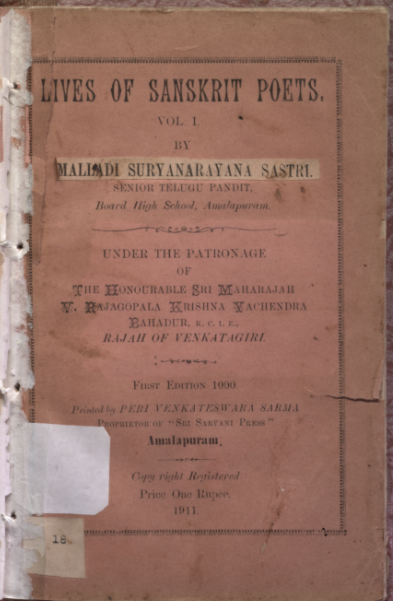 LIVES OF SANSKRIT POETS.
VOL. I.
BY
MALLADI SURYANARAYANA SASTRI.
SENIOR TELUGU PANDIT,
Board High School, Amalapuram.
UNDER THE PATRONAGE
OF
THE HONOURABLE SRI MAHARAJAH
V. RAJAGOPALA KRISHNA YACHENDRA
BAHADUR, K. C. I. E.,
RAJAH OF VENKATAGIRI.
FIRST EDITION 1000
Printed by PERI VENKATESWARA SARMA
PROPRIETOR OF "SRI SARVANI PRESS"
Amalapuram.
Copy right Registered
Price One Rupee.
1911.
18